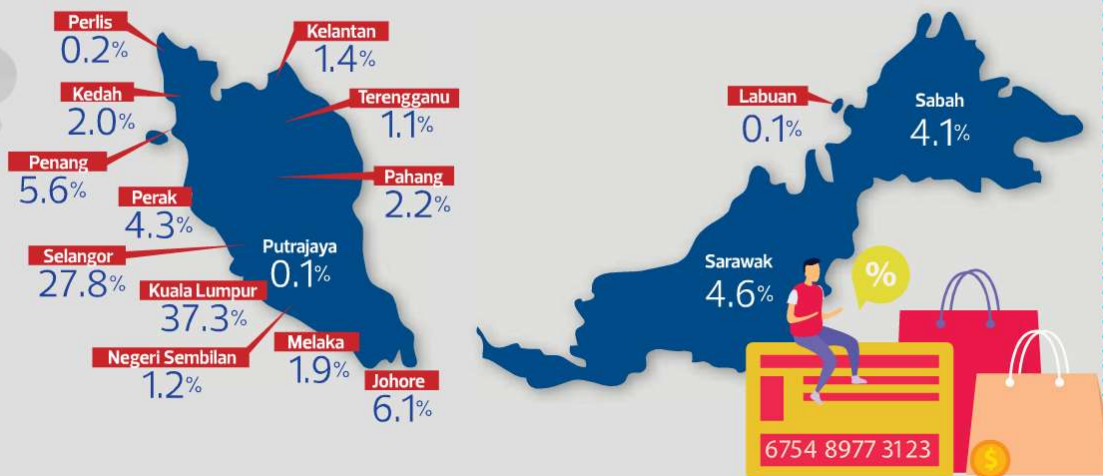 Perlis
0.2%
Kelantan
1.4%
Kedah
2.0%
Terengganu
1.1%
Penang
5.6%
Perak
4.3%
Pahang
2.2%
Selangor
27.8%
Putrajaya
0.1%
Kuala Lumpur
37.3%
Negeri Sembilan
1.2%
Melaka
1.9%
Johore
6.1%
Labuan
0.1%
Sabah
4.1%
Sarawak
4.6%
%
6754 8977 3123
$